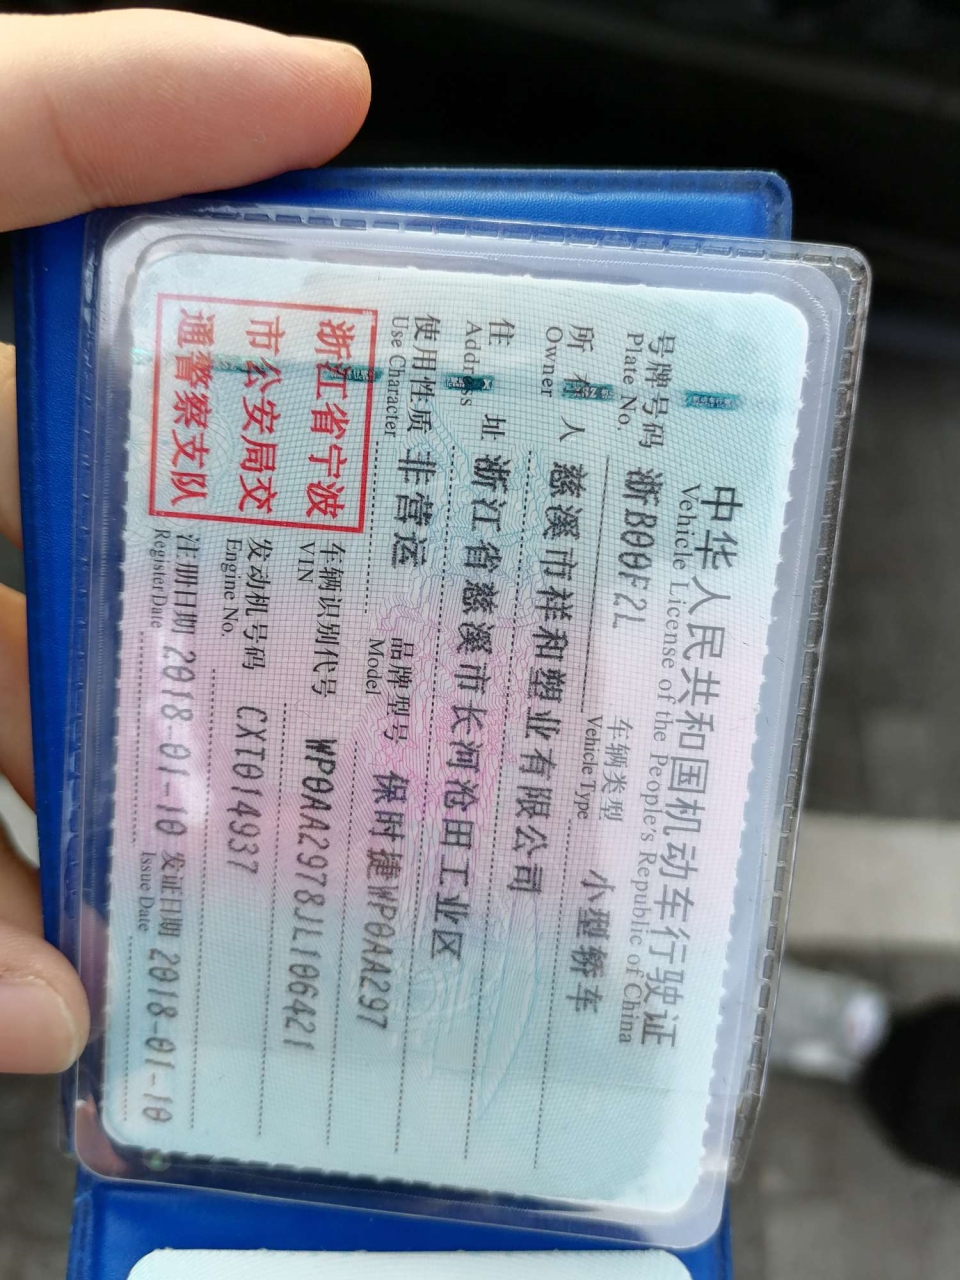 中华人民共和国机动车行驶证
Vehicle License of the People's Republic of China
号牌号码 浙B00F2L 车辆类型 小型轿车
Plate No. Vehicle Type
所有人 慈溪市祥和塑业有限公司
Owner
住址 浙江省慈溪市长河沧田工业区
Address
使用性质 非营运 品牌型号 保时捷WP0AA297
Use Character Model
浙江省宁波
市公安局交
通警察支队
车辆识别代号 WP0AA2978JL106421
VIN
发动机号码 CXT014937
Engine No.
注册日期 2018-01-10 发证日期 2018-01-10
Register Date Issue Date